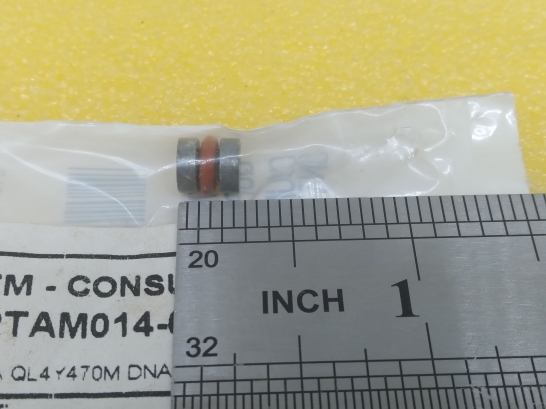 20
INCH 1
32
TM - CONSU
PTAM014-
QL4Y470M DNA